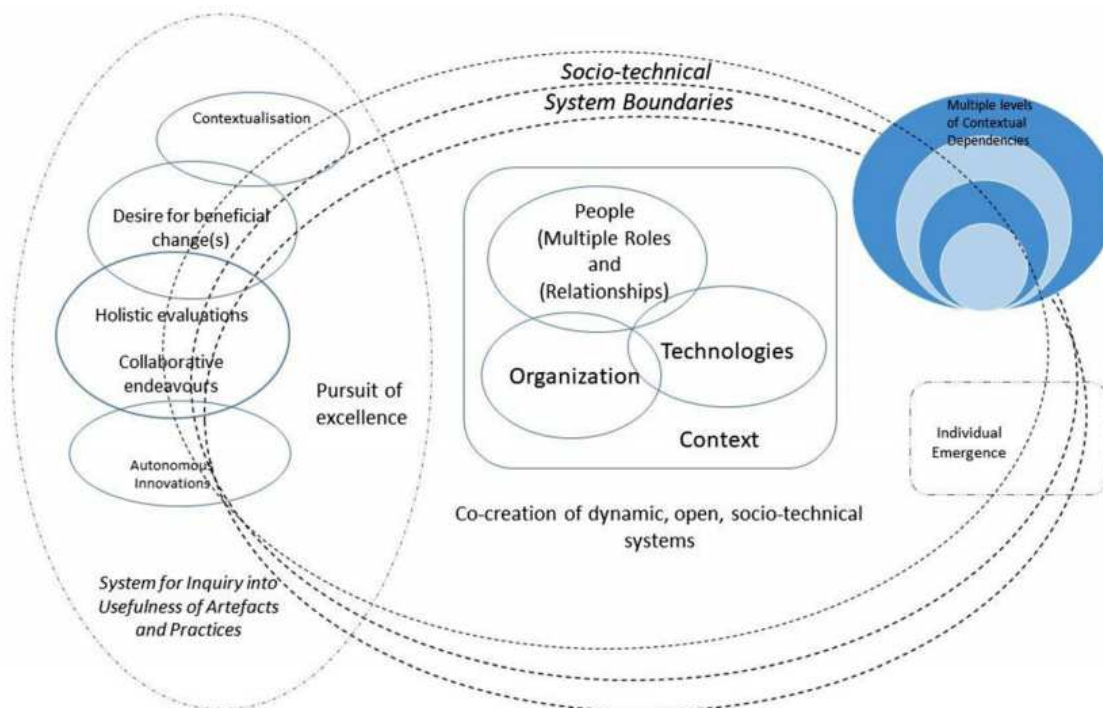 Socio-technical
System Boundaries
Contextualisation
Desire for beneficial
change(s)
Holistic evaluations
Collaborative
endeavours
Autonomous
Innovations
Pursuit of
excellence
System for Inquiry into
Usefulness of Artefacts
and Practices
People
(Multiple Roles
and
(Relationships)
Technologies
Organization
Context
Co-creation of dynamic, open, socio-technical
systems
Multiple levels
of Contextual
Dependencies
Individual
Emergence